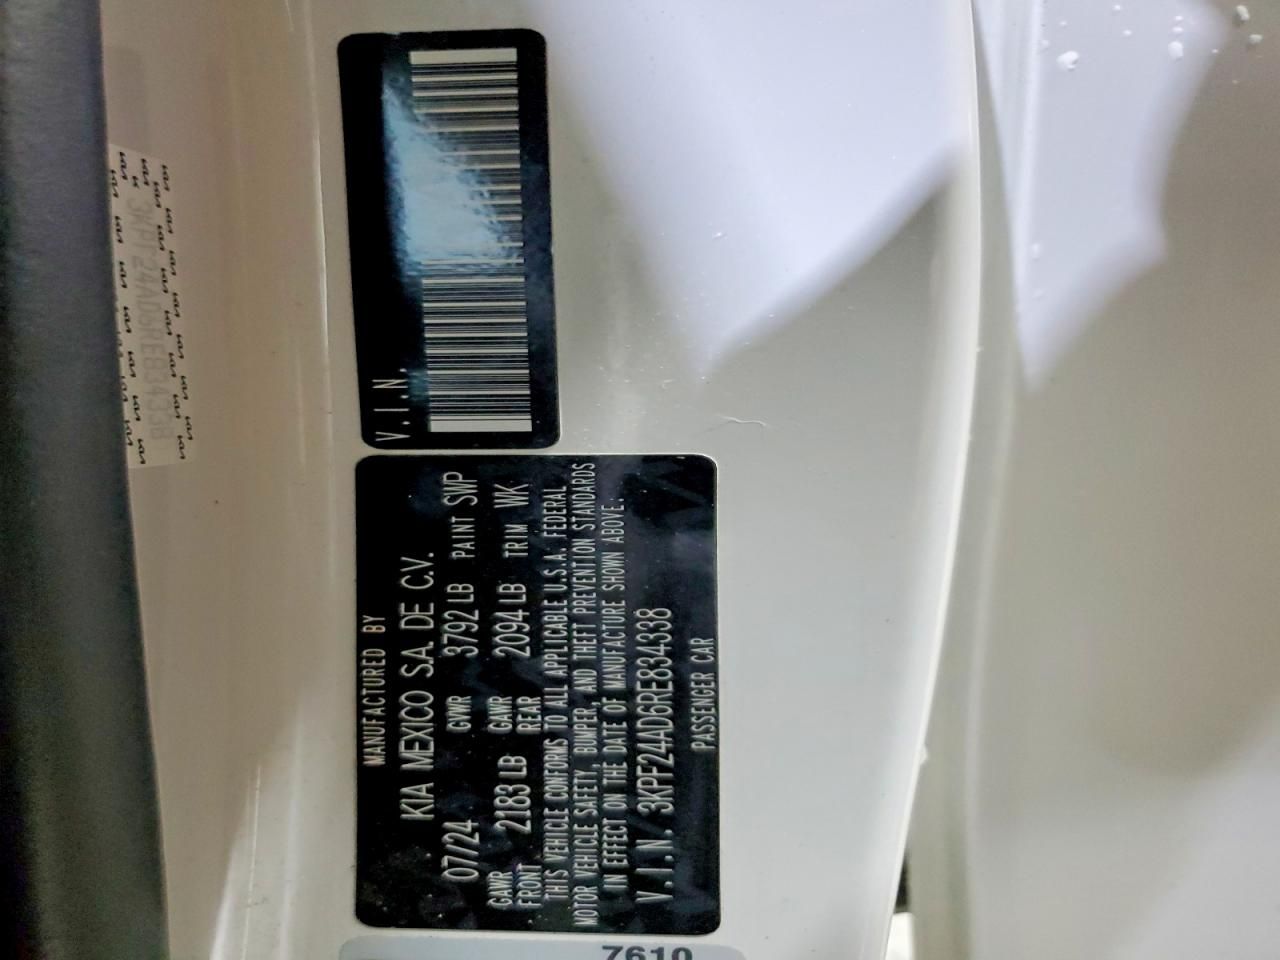 V.I.N.
MANUFACTURED BY
KIA MEXICO S.A. DE C.V.
07/24 GVWR 3792 LB PAINT SWP
GAWR FRONT 2183 LB GAWR REAR 2094 LB TRIM WK
THIS VEHICLE CONFORMS TO ALL APPLICABLE U.S.A. FEDERAL
MOTOR VEHICLE SAFETY, BUMPER, AND THEFT PREVENTION STANDARDS
IN EFFECT ON THE DATE OF MANUFACTURE SHOWN ABOVE.
V.I.N. 3KPF24AD6RE834338
PASSENGER CAR
7610
3KPF24AD6RE834338